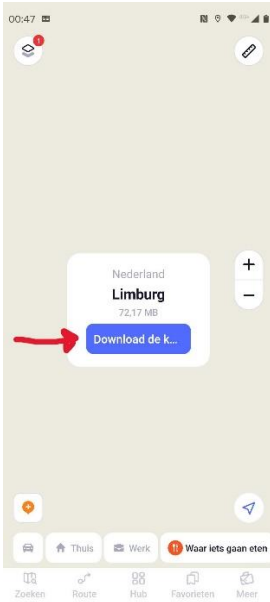 00:47
1
Nederland
Limburg
72,17 MB
Download de k...
Thuis
Werk
Waar iets gaan eten
Zoeken
Route
Hub
Favorieten
Meer